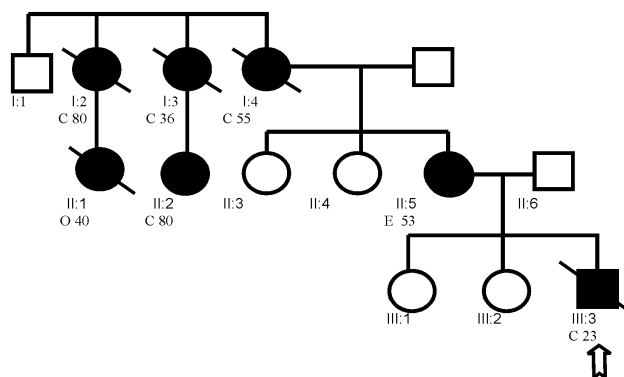 I:1 I:2 I:3 I:4
C 80 C 36 C 55
II:1 II:2 II:3 II:4 II:5 II:6
O 40 C 80 E 53
III:1 III:2 III:3
C 23